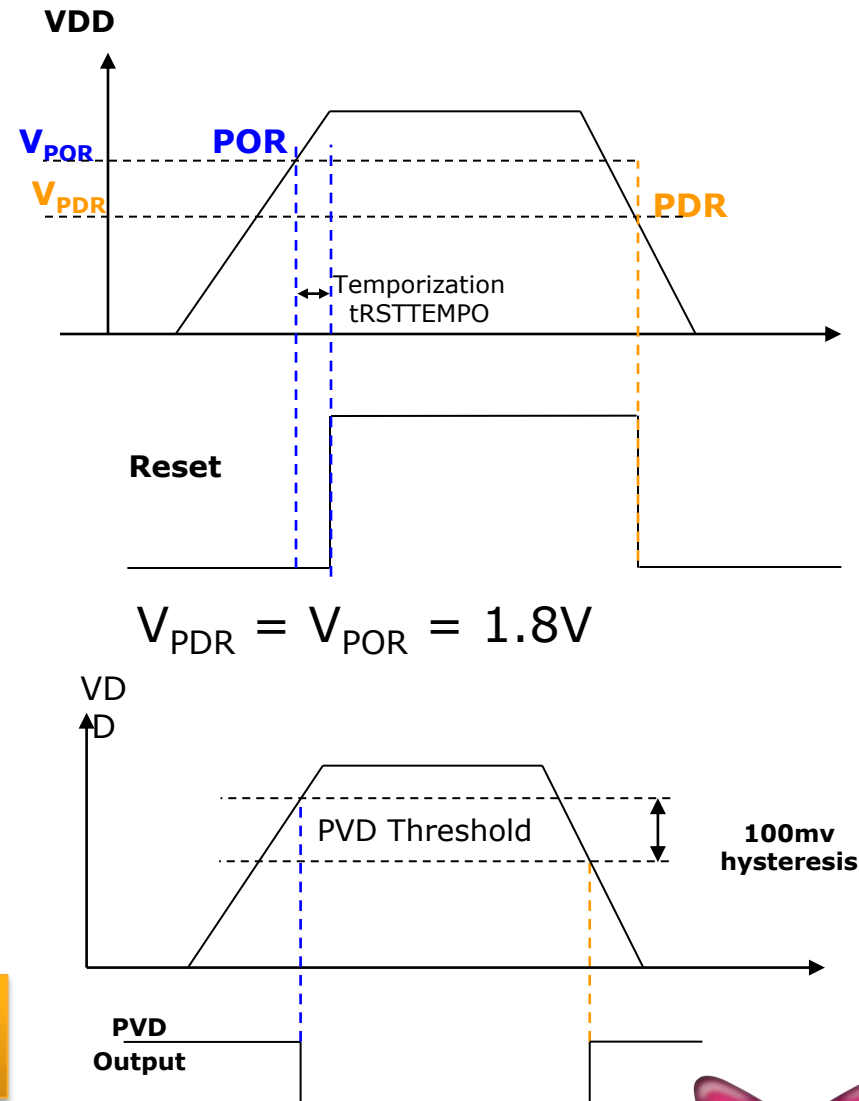 VDD
VPOR
POR
VPDR
PDR
Temporization
tRSTTEMPO
Reset
VPDR = VPOR = 1.8V
VD
D
PVD Threshold
100mv
hysteresis
PVD
Output